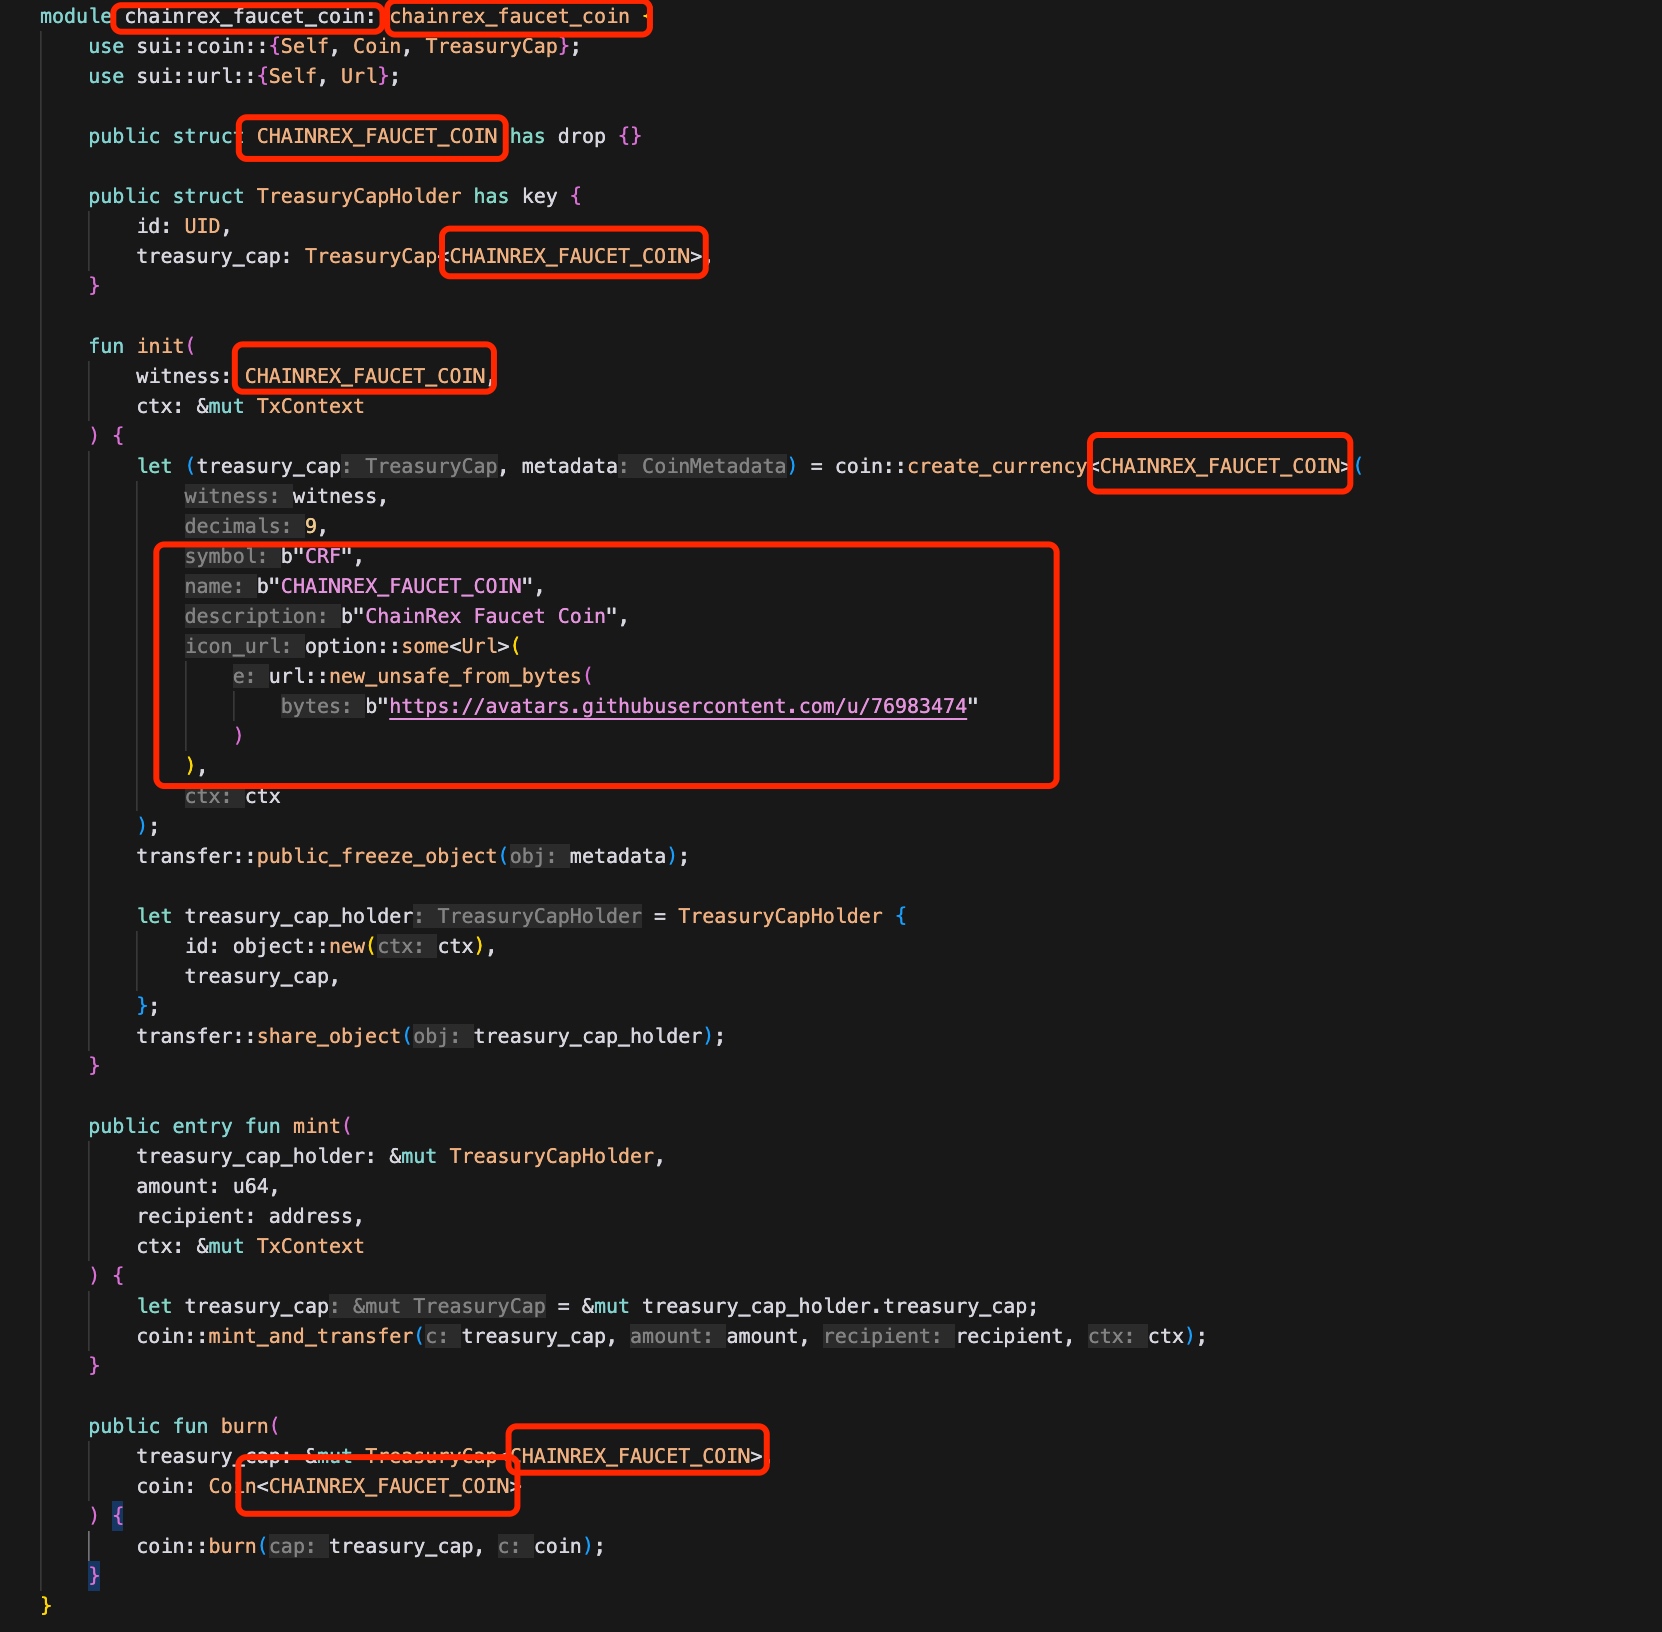 module chainrex_faucet_coin::chainrex_faucet_coin {
use sui::coin::{Self, Coin, TreasuryCap};
use sui::url::{Self, Url};
public struct CHAINREX_FAUCET_COIN has drop {}
public struct TreasuryCapHolder has key {
id: UID,
treasury_cap: TreasuryCap<CHAINREX_FAUCET_COIN>,
}
fun init(
witness: CHAINREX_FAUCET_COIN,
ctx: &mut TxContext
) {
let (treasury_cap: TreasuryCap, metadata: CoinMetadata) = coin::create_currency<CHAINREX_FAUCET_COIN>(
witness: witness,
decimals: 9,
symbol: b"CRF",
name: b"CHAINREX_FAUCET_COIN",
description: b"ChainRex Faucet Coin",
icon_url: option::some<Url>(
e: url::new_unsafe_from_bytes(
bytes: b"https://avatars.githubusercontent.com/u/76983474"
)
),
ctx: ctx
);
transfer::public_freeze_object(obj: metadata);
let treasury_cap_holder: TreasuryCapHolder = TreasuryCapHolder {
id: object::new(ctx: ctx),
treasury_cap,
};
transfer::share_object(obj: treasury_cap_holder);
}
public entry fun mint(
treasury_cap_holder: &mut TreasuryCapHolder,
amount: u64,
recipient: address,
ctx: &mut TxContext
) {
let treasury_cap: &mut TreasuryCap = &mut treasury_cap_holder.treasury_cap;
coin::mint_and_transfer(c: treasury_cap, amount: amount, recipient: recipient, ctx: ctx);
}
public fun burn(
treasury_cap: &mut TreasuryCap<CHAINREX_FAUCET_COIN>,
coin: Coin<CHAINREX_FAUCET_COIN>
) {
coin::burn(cap: treasury_cap, c: coin);
}
}